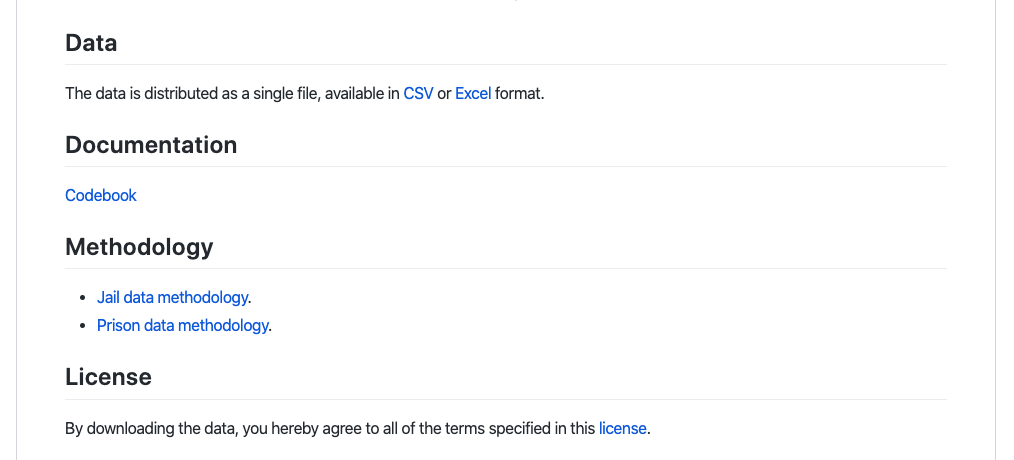 Data
The data is distributed as a single file, available in CSV or Excel format.
Documentation
Codebook
Methodology
• Jail data methodology.
• Prison data methodology.
License
By downloading the data, you hereby agree to all of the terms specified in this license.